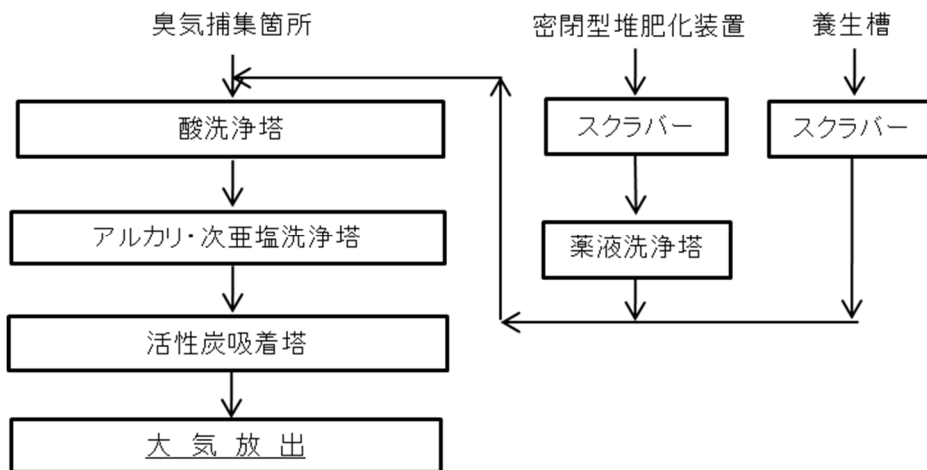 臭気捕集箇所
密閉型堆肥化装置
養生槽
酸洗浄塔
スクラバー
スクラバー
アルカリ・次亜塩洗浄塔
薬液洗浄塔
活性炭吸着塔
大気放出